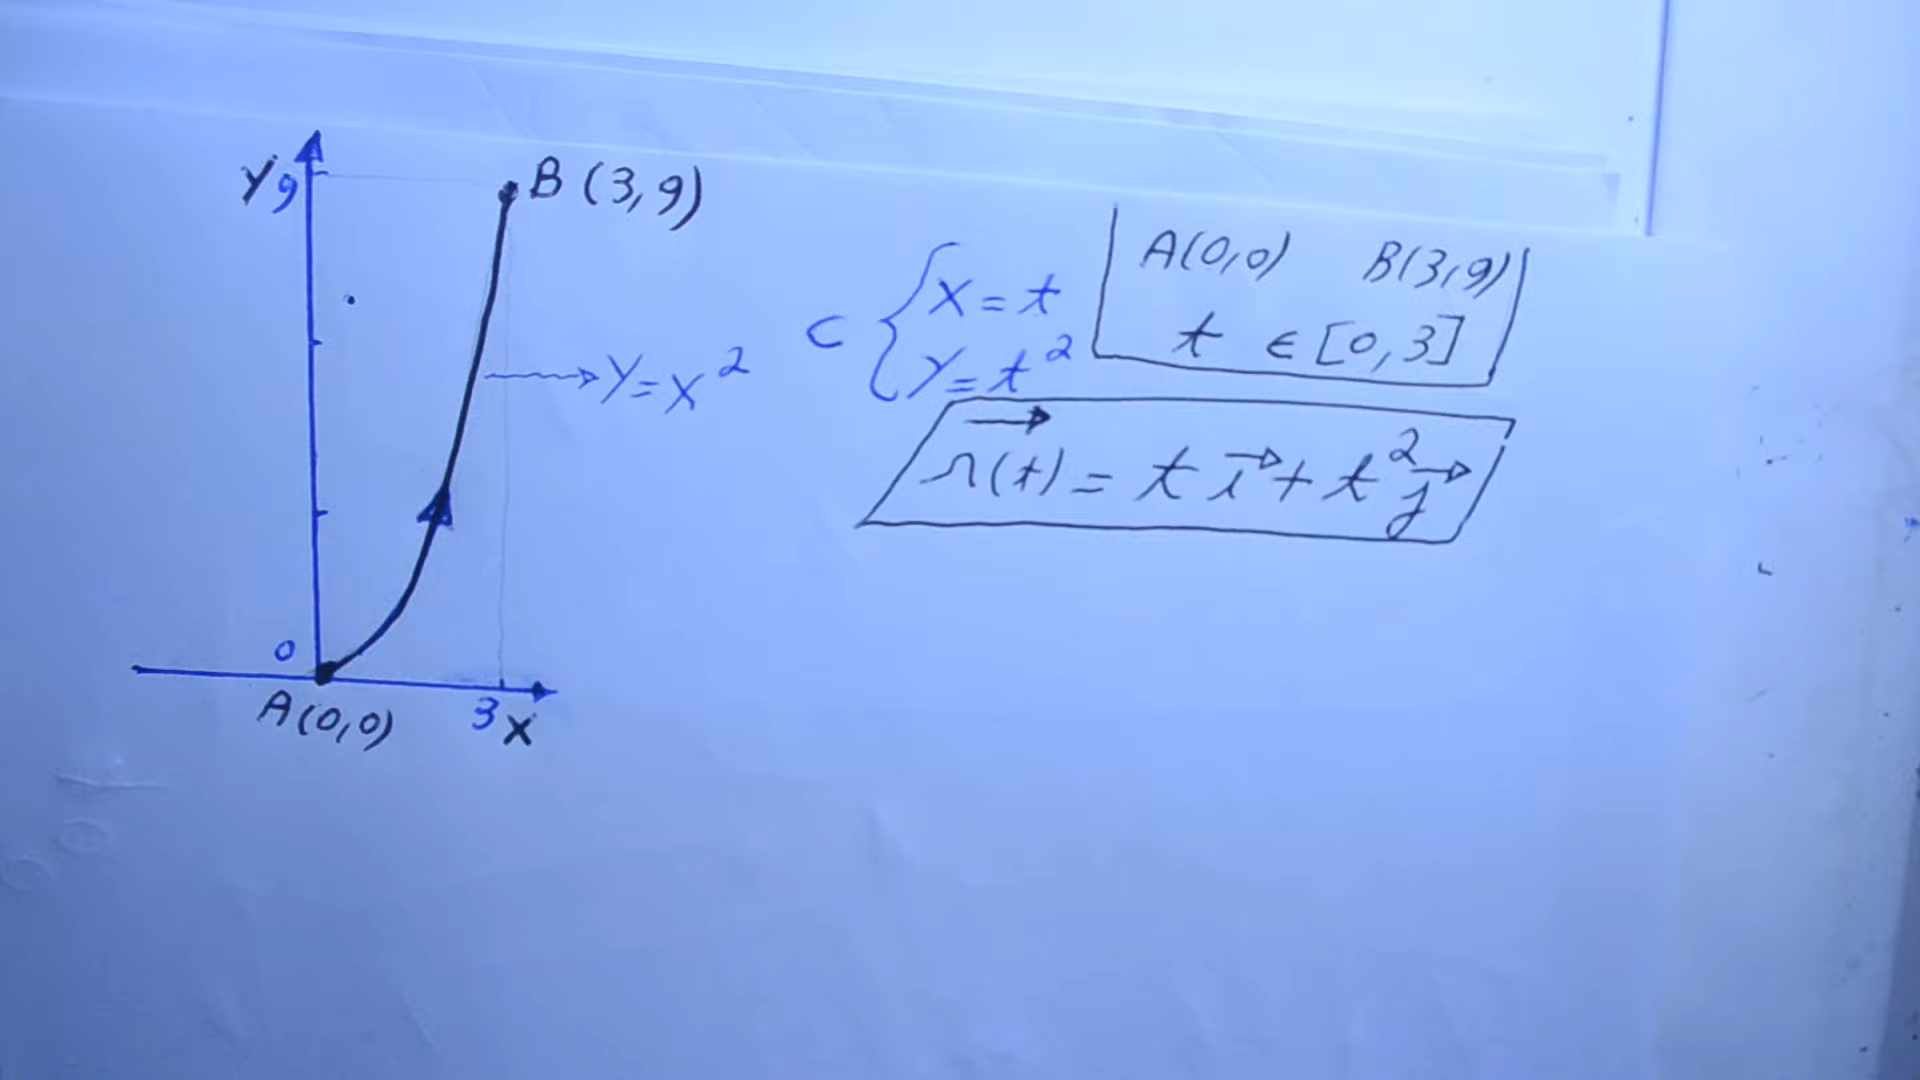 y 9
B (3,9)
→ y = x²
0
A(0,0)
3 x
C { x = t
y = t²
A(0,0) B(3,9)
t ∈ [0,3]
r⃗(t) = t i⃗ + t² j⃗